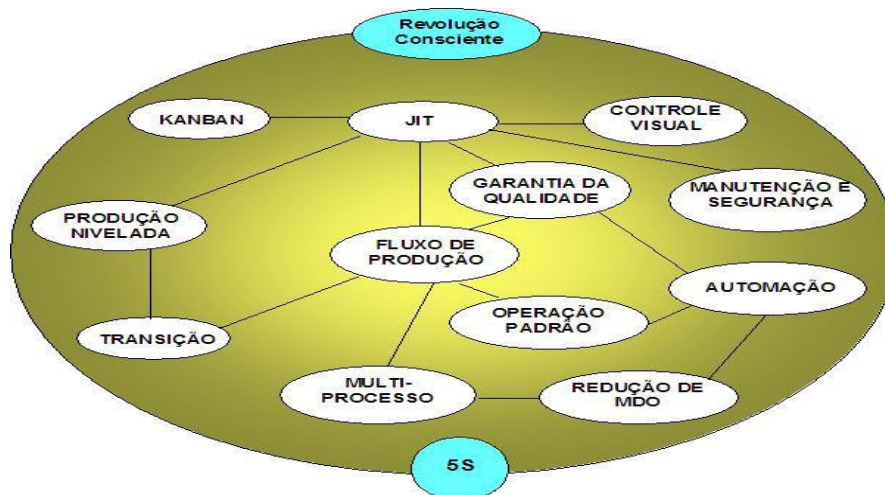 Revolução
Consciente
KANBAN
JIT
CONTROLE
VISUAL
GARANTIA DA
QUALIDADE
MANUTENÇÃO E
SEGURANÇA
PRODUÇÃO
NIVELADA
FLUXO DE
PRODUÇÃO
AUTOMAÇÃO
OPERAÇÃO
PADRÃO
TRANSIÇÃO
MULTI-
PROCESSO
REDUÇÃO DE
MDO
5S